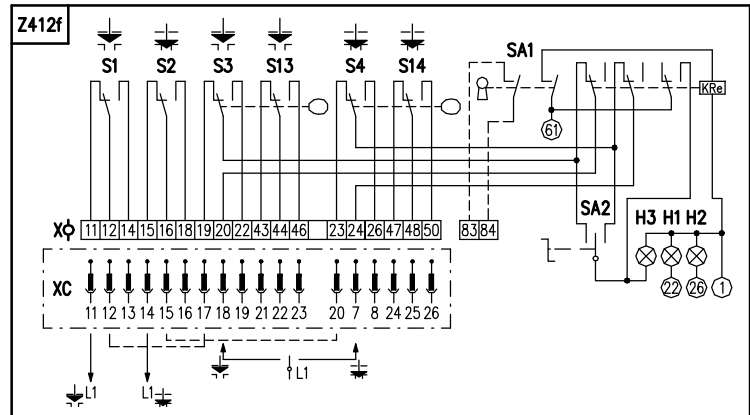 Z412f
S1 S2 S3 S13 S4 S14 SA1
KRe
61
SA2 H3 H1 H2
X 11 12 14 15 16 18 19 20 22 43 44 46 23 24 26 47 48 50 83 84
22 26 1
XC
11 12 13 14 15 16 17 18 19 21 22 23 20 7 8 24 25 26
L1 L1 L1